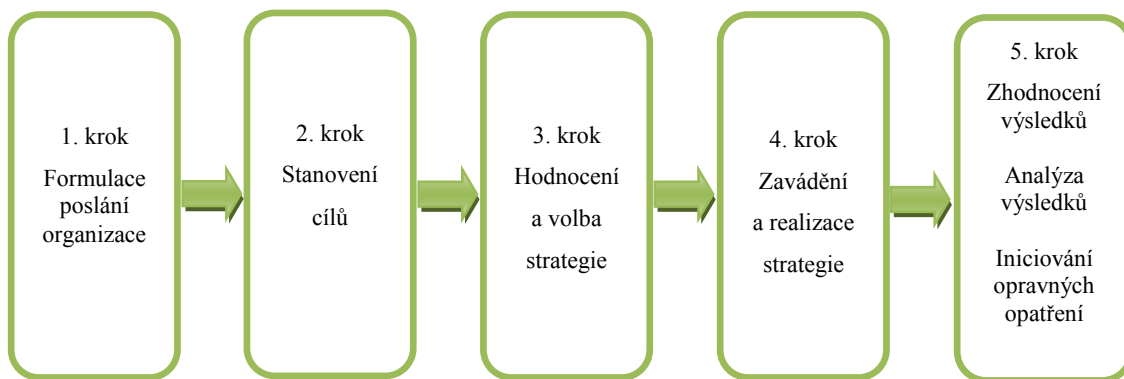 1. krok
Formulace
poslání
organizace
2. krok
Stanovení
cílů
3. krok
Hodnocení
a volba
strategie
4. krok
Zavádění
a realizace
strategie
5. krok
Zhodnocení
výsledků
Analýza
výsledků
Iniciování
opravných
opatření